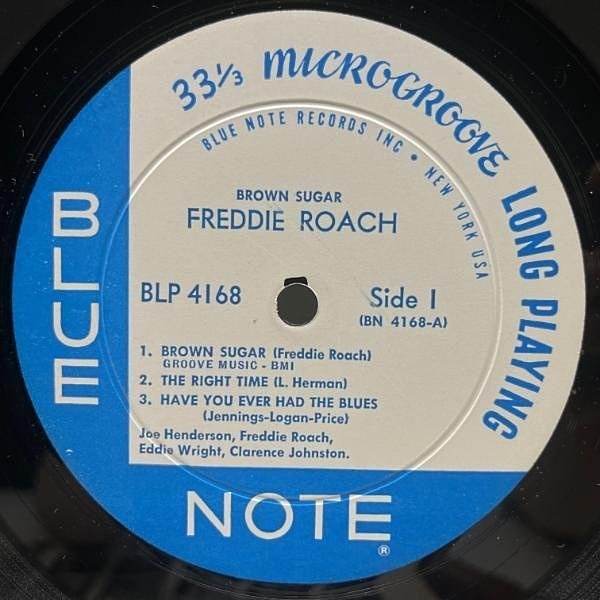 33⅓ MICROGROOVE LONG PLAYING
BLUE NOTE RECORDS INC • NEW YORK USA
BROWN SUGAR
FREDDIE ROACH
BLP 4168
Side 1
(BN 4168-A)
1. BROWN SUGAR (Freddie Roach)
GROOVE MUSIC - BMI
2. THE RIGHT TIME (L. Herman)
3. HAVE YOU EVER HAD THE BLUES
(Jennings-Logan-Price)
Joe Henderson, Freddie Roach,
Eddie Wright, Clarence Johnston.
BLUE
NOTE ®